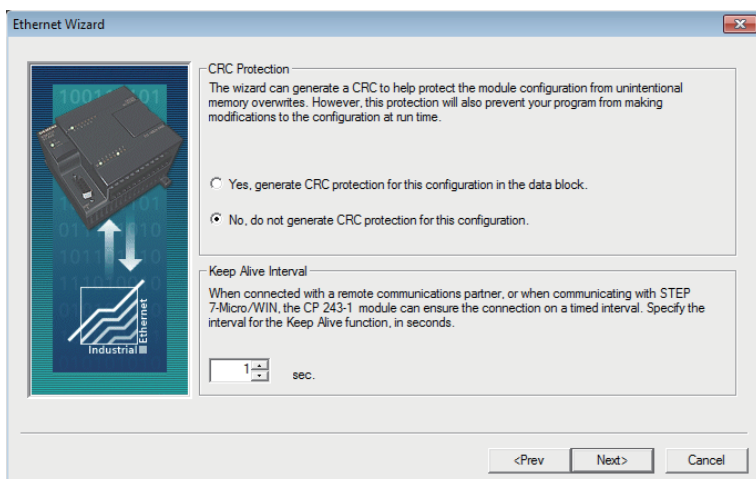 Ethernet Wizard
CRC Protection
The wizard can generate a CRC to help protect the module configuration from unintentional
memory overwrites. However, this protection will also prevent your program from making
modifications to the configuration at run time.
Yes, generate CRC protection for this configuration in the data block.
No, do not generate CRC protection for this configuration.
Keep Alive Interval
When connected with a remote communications partner, or when communicating with STEP
7-Micro/WIN, the CP 243-1 module can ensure the connection on a timed interval. Specify the
interval for the Keep Alive function, in seconds.
1
sec.
Industrial
Ethernet
<Prev
Next>
Cancel